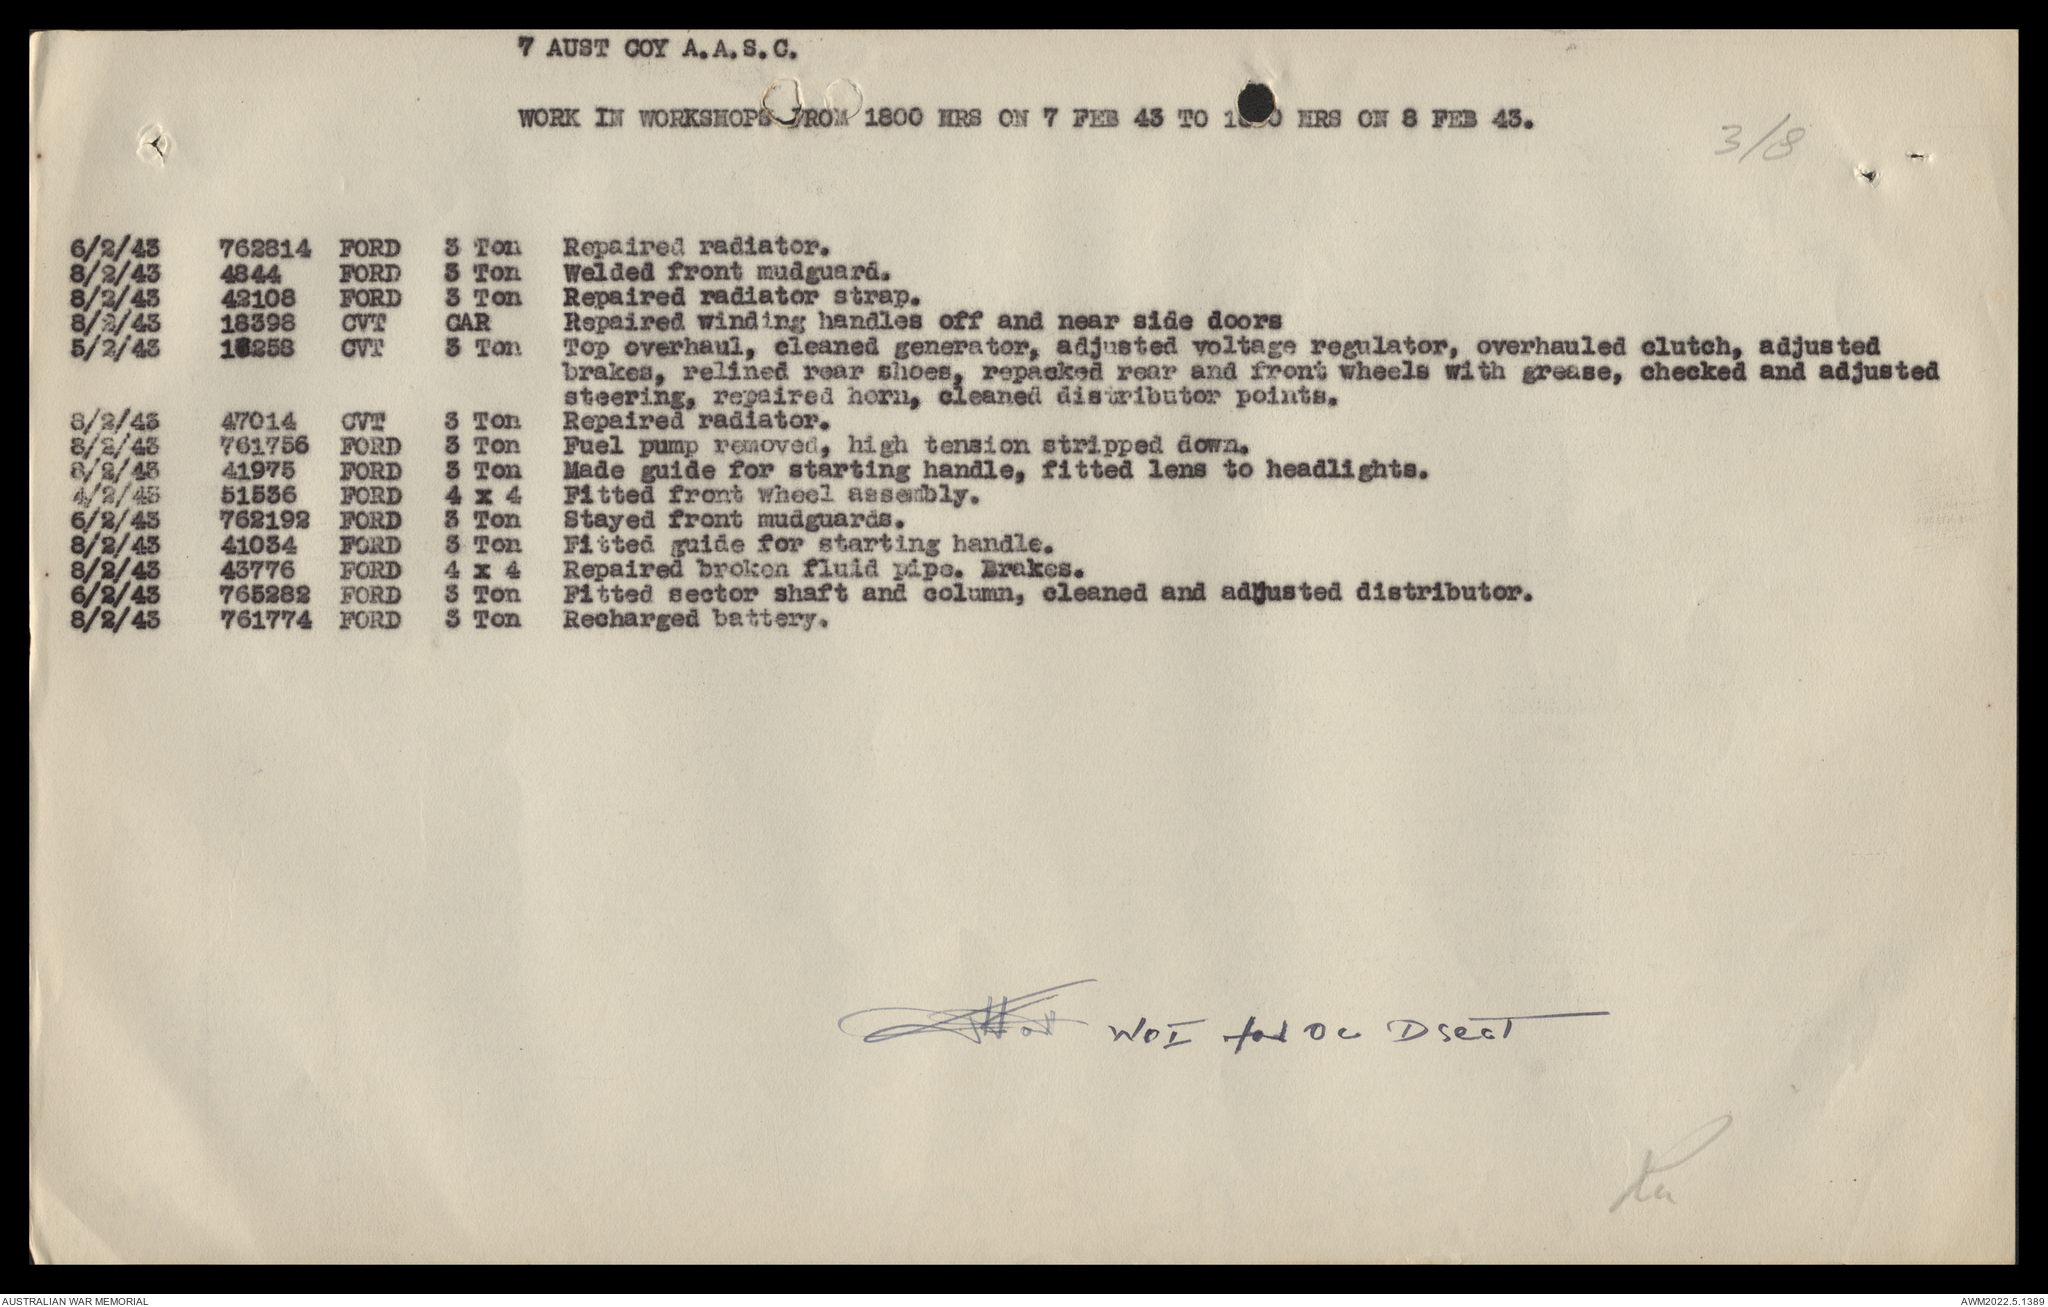 7 AUST COY A.A.S.C.
WORK IN WORKSHOPS FROM 1800 HRS ON 7 FEB 43 TO HRS ON 8 FEB 43.
3/8
6/2/43 762814 FORD 3 Ton Repaired radiator.
8/2/43 4844 FORD 3 Ton Welded front mudguard.
8/2/43 42108 FORD 3 Ton Repaired radiator strap.
8/2/43 18398 CVT CAR Repaired winding handles off and near side doors
5/2/43 CVT 3 Ton Top overhaul, cleaned generator, adjusted voltage regulator, overhauled clutch, adjusted
brakes, relined rear shoes, repacked rear and front wheels with grease, checked and adjusted
steering, repaired horn, cleaned distributor points.
8/2/43 47014 CVT 3 Ton Repaired radiator.
8/2/43 761756 FORD 3 Ton Fuel pump removed, high tension stripped down.
8/2/43 41975 FORD 3 Ton Made guide for starting handle, fitted lens to headlights.
4/2/43 51536 FORD 4 x 4 Fitted front wheel assembly.
6/2/43 762192 FORD 3 Ton Stayed front mudguards.
8/2/43 41034 FORD 3 Ton Fitted guide for starting handle.
8/2/43 43776 FORD 4 x 4 Repaired broken fluid pipe. Brakes.
6/2/43 765282 FORD 3 Ton Fitted sector shaft and column, cleaned and adjusted distributor.
8/2/43 761774 FORD 3 Ton Recharged battery.
WOI for Oc D Sect
AUSTRALIAN WAR MEMORIAL
AWM2022.5.1389